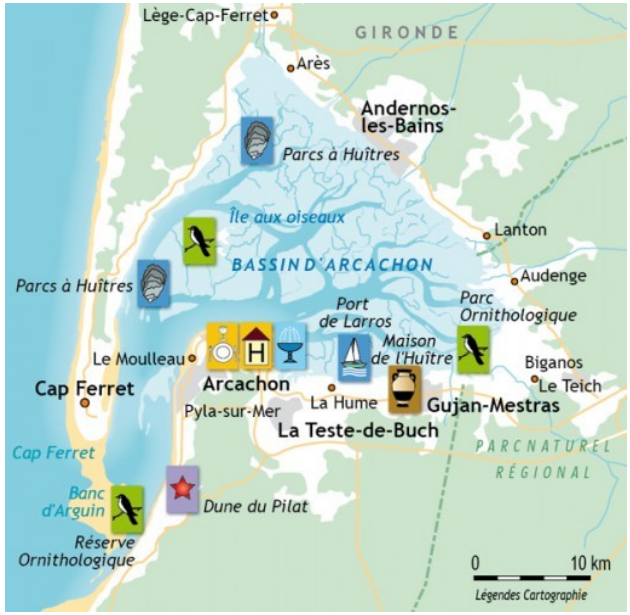 Lège-Cap-Ferret
GIRONDE
Arès
Andernos-
les-Bains
Parcs à Huîtres
Île aux oiseaux
Lanton
BASSIN D'ARCACHON
Audenge
Parcs à Huîtres
Port
de Larros
Parc
Ornithologique
Maison
de l'Huître
Le Moulleau
H
Arcachon
Biganos
Le Teich
Cap Ferret
Pyla-sur-Mer
La Hume
Gujan-Mestras
La Teste-de-Buch
PARC NATUREL
RÉGIONAL
Cap Ferret
Banc
d'Arguin
Dune du Pilat
Réserve
Ornithologique
0 10 km
Légendes Cartographie